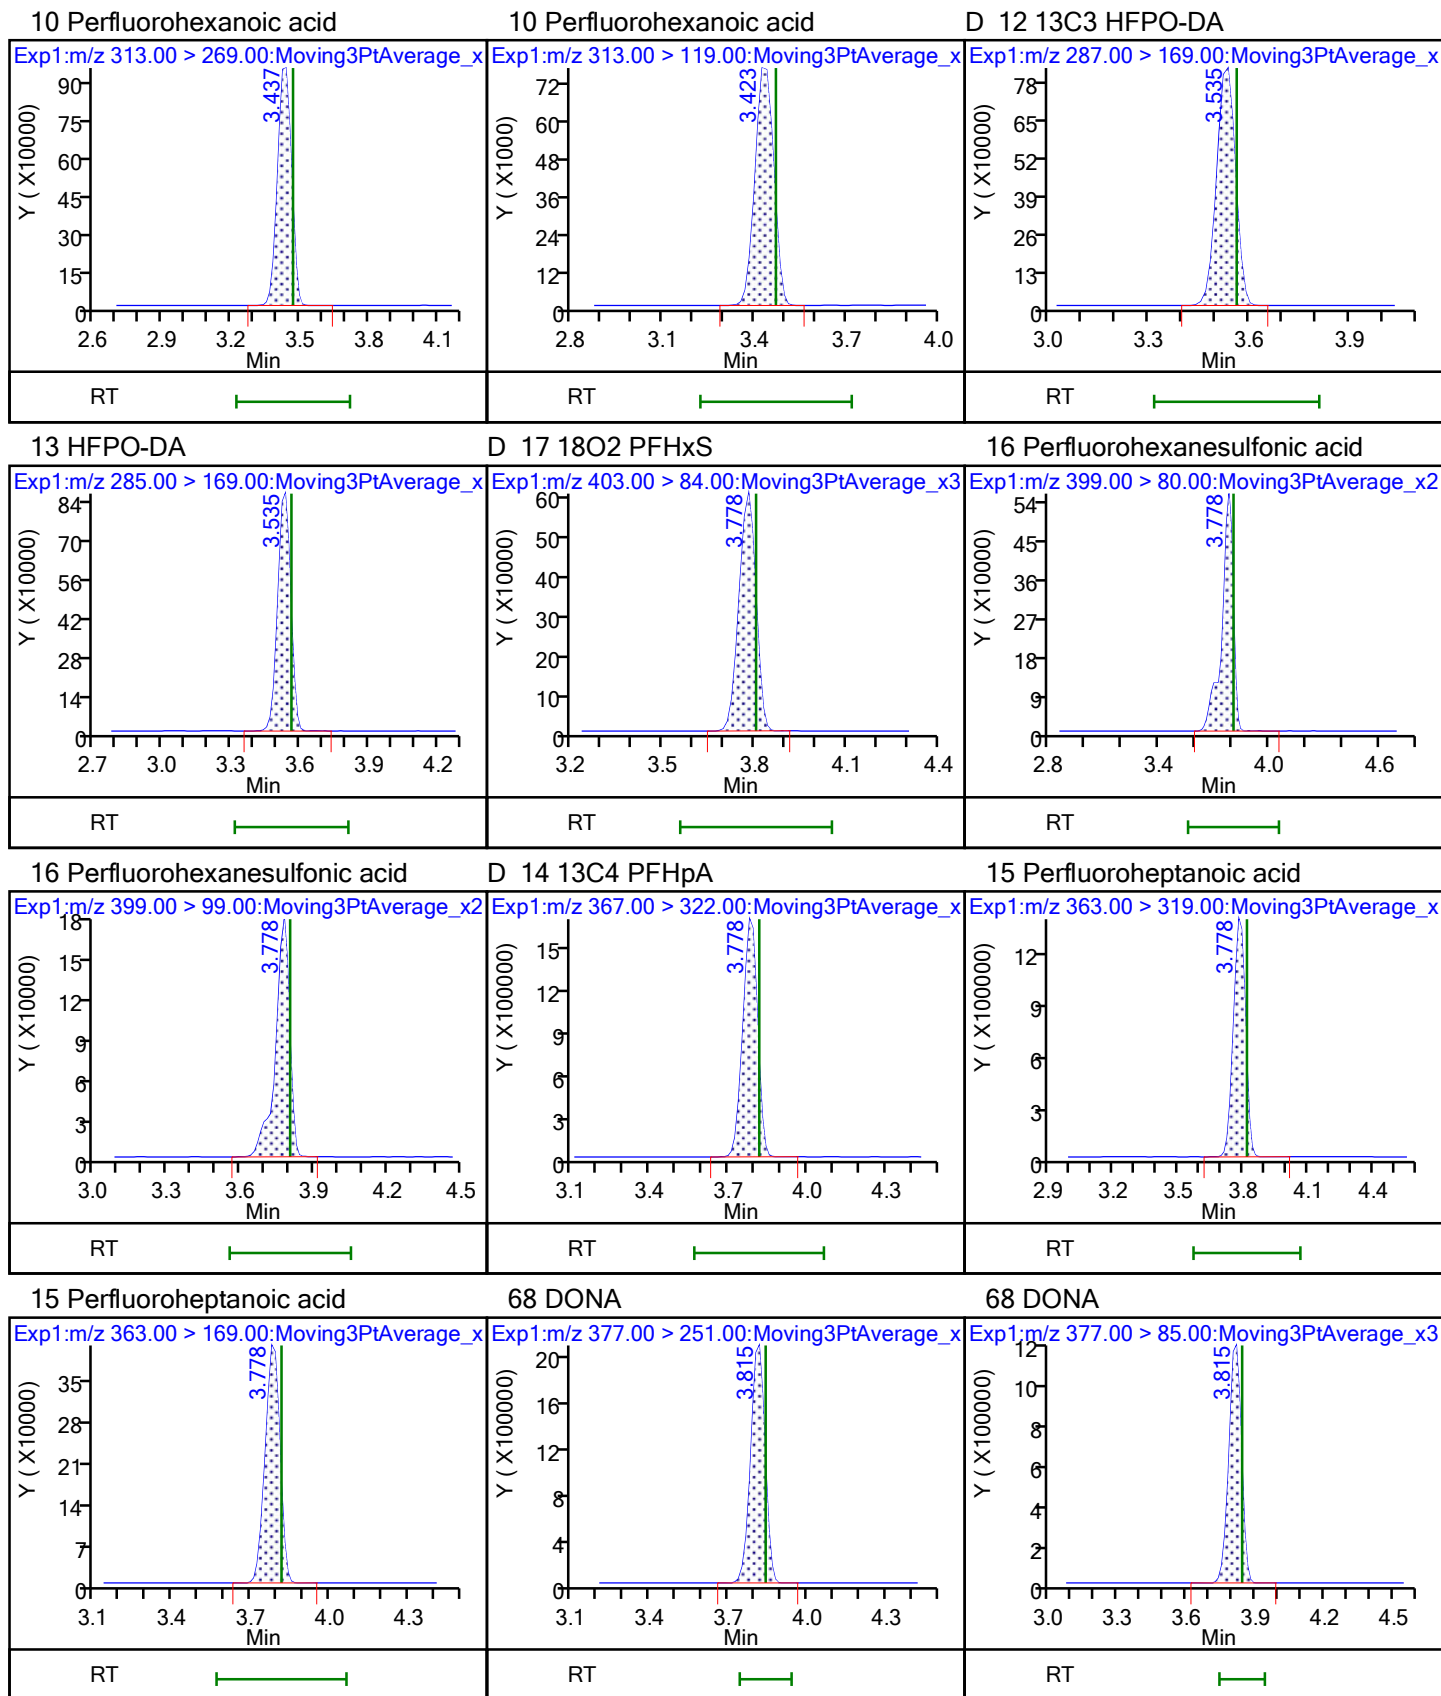 10 Perfluorohexanoic acid
Exp1:m/z 313.00 > 269.00:Moving3PtAverage_x
Y ( X10000)
90
75
60
45
30
15
0
3.437
2.6 2.9 3.2 3.5 3.8 4.1
Min
RT
10 Perfluorohexanoic acid
Exp1:m/z 313.00 > 119.00:Moving3PtAverage_x
Y ( X1000)
72
60
48
36
24
12
0
3.423
2.8 3.1 3.4 3.7 4.0
Min
RT
D 12 13C3 HFPO-DA
Exp1:m/z 287.00 > 169.00:Moving3PtAverage_x
Y ( X10000)
78
65
52
39
26
13
0
3.535
3.0 3.3 3.6 3.9
Min
RT
13 HFPO-DA
Exp1:m/z 285.00 > 169.00:Moving3PtAverage_x
Y ( X10000)
84
70
56
42
28
14
0
3.535
2.7 3.0 3.3 3.6 3.9 4.2
Min
RT
D 17 18O2 PFHxS
Exp1:m/z 403.00 > 84.00:Moving3PtAverage_x3
Y ( X10000)
60
50
40
30
20
10
0
3.778
3.2 3.5 3.8 4.1 4.4
Min
RT
16 Perfluorohexanesulfonic acid
Exp1:m/z 399.00 > 80.00:Moving3PtAverage_x2
Y ( X10000)
54
45
36
27
18
9
0
3.778
2.8 3.4 4.0 4.6
Min
RT
16 Perfluorohexanesulfonic acid
Exp1:m/z 399.00 > 99.00:Moving3PtAverage_x2
Y ( X10000)
18
15
12
9
6
3
0
3.778
3.0 3.3 3.6 3.9 4.2 4.5
Min
RT
D 14 13C4 PFHpA
Exp1:m/z 367.00 > 322.00:Moving3PtAverage_x
Y ( X100000)
15
12
9
6
3
0
3.778
3.1 3.4 3.7 4.0 4.3
Min
RT
15 Perfluoroheptanoic acid
Exp1:m/z 363.00 > 319.00:Moving3PtAverage_x
Y ( X100000)
12
9
6
3
0
3.778
2.9 3.2 3.5 3.8 4.1 4.4
Min
RT
15 Perfluoroheptanoic acid
Exp1:m/z 363.00 > 169.00:Moving3PtAverage_x
Y ( X10000)
35
28
21
14
7
0
3.778
3.1 3.4 3.7 4.0 4.3
Min
RT
68 DONA
Exp1:m/z 377.00 > 251.00:Moving3PtAverage_x
Y ( X100000)
20
16
12
8
4
0
3.815
3.1 3.4 3.7 4.0 4.3
Min
RT
68 DONA
Exp1:m/z 377.00 > 85.00:Moving3PtAverage_x3
Y ( X100000)
12
10
8
6
4
2
0
3.815
3.0 3.3 3.6 3.9 4.2 4.5
Min
RT